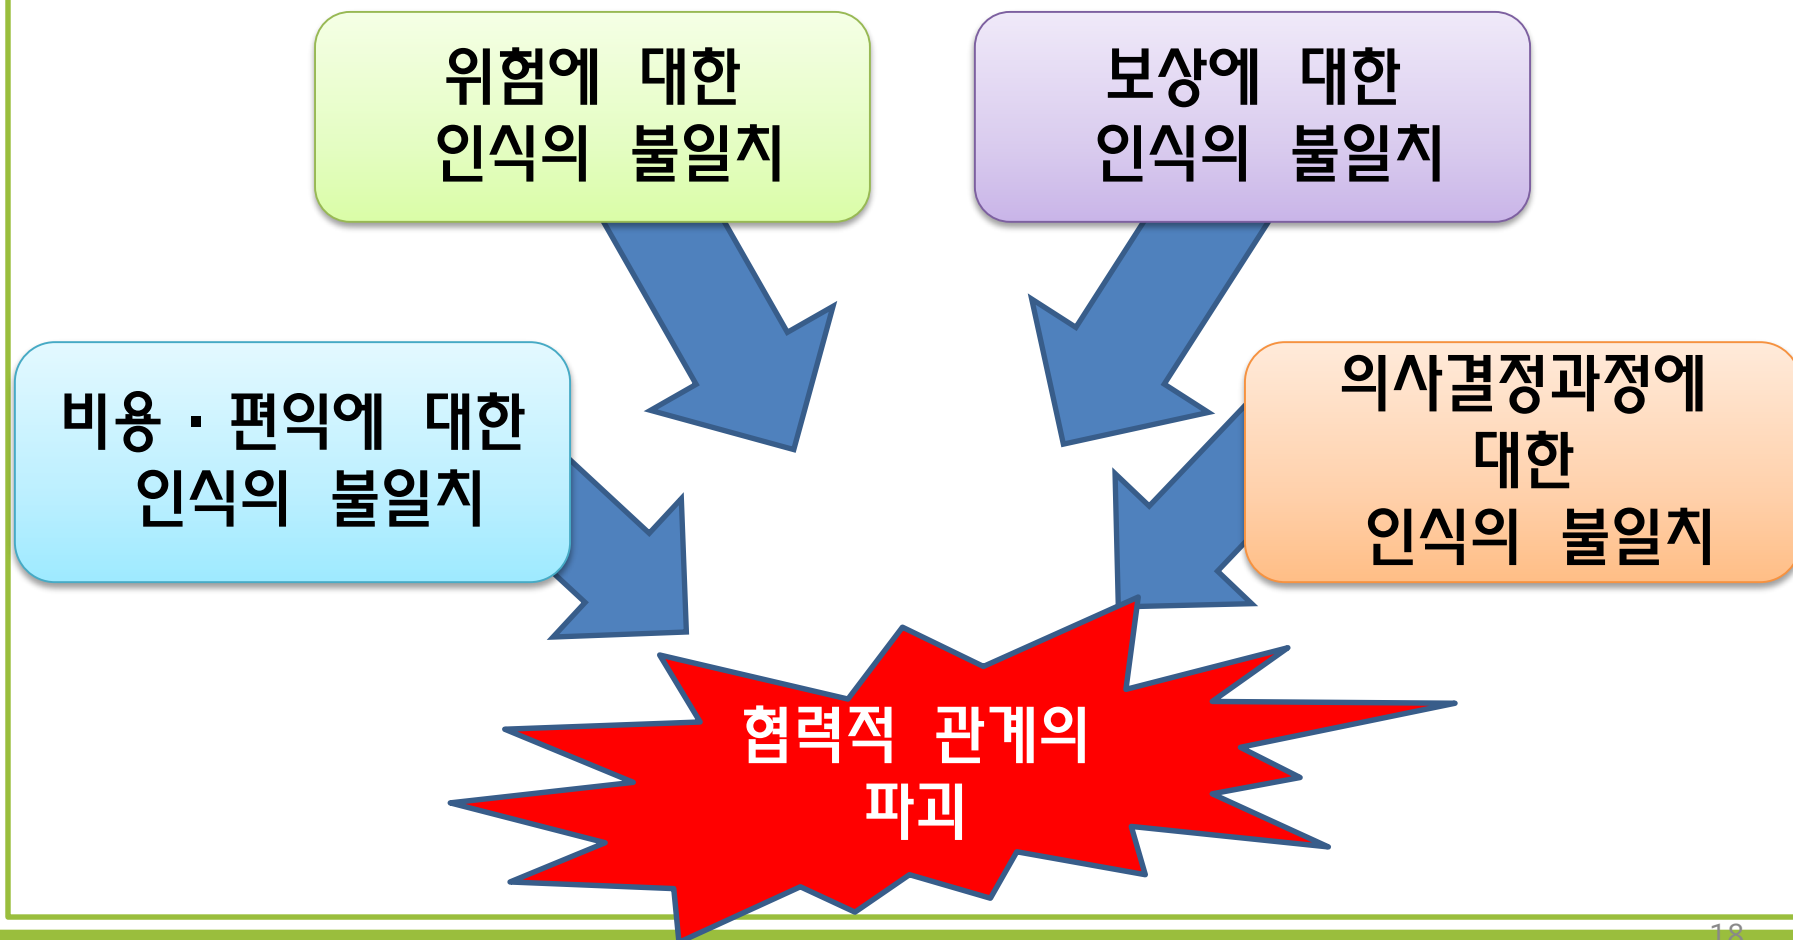 위험에 대한
인식의 불일치
보상에 대한
인식의 불일치
비용·편익에 대한
인식의 불일치
의사결정과정에
대한
인식의 불일치
협력적 관계의
파괴
18